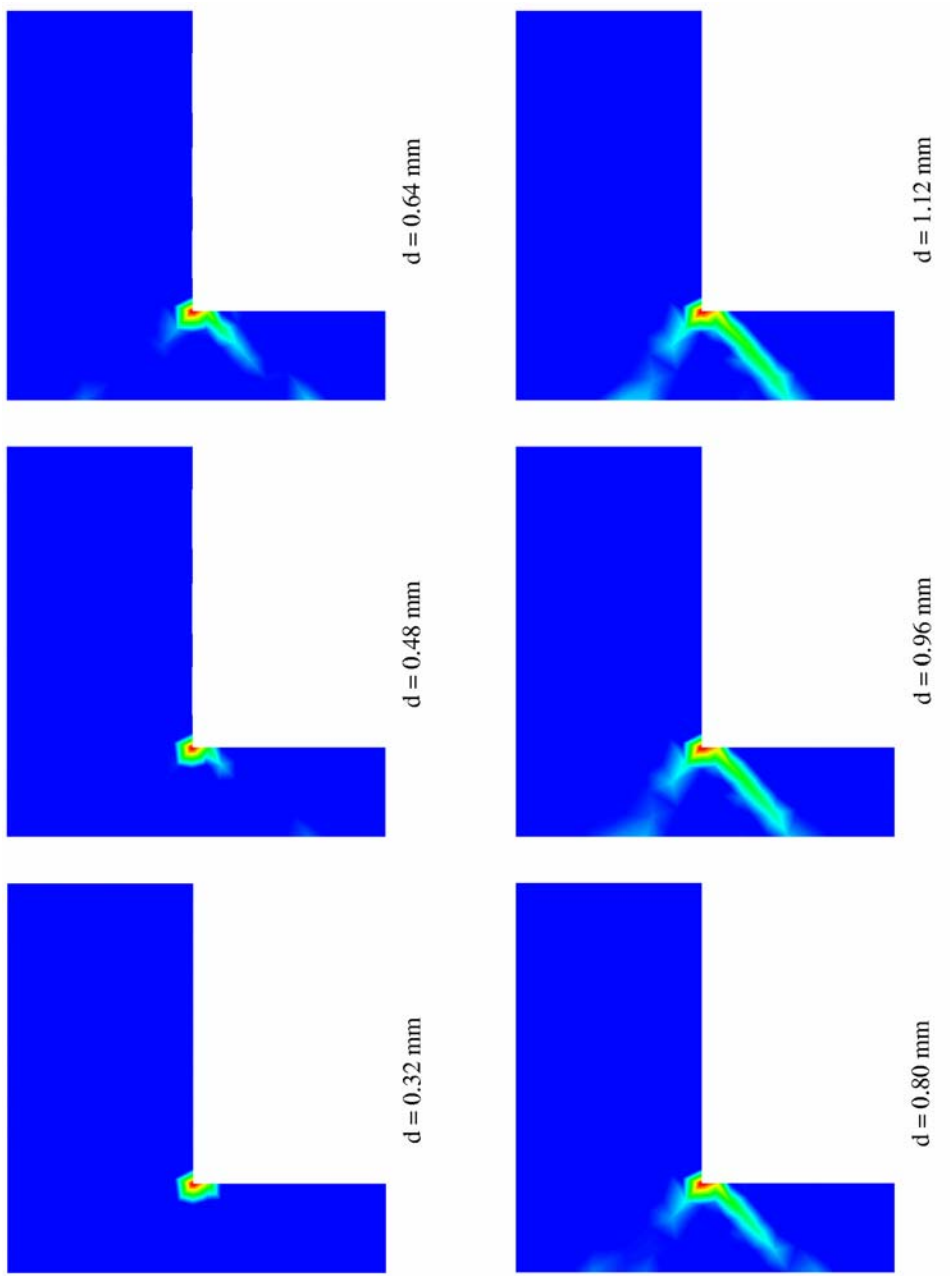 d = 0.32 mm
d = 0.48 mm
d = 0.64 mm
d = 0.80 mm
d = 0.96 mm
d = 1.12 mm